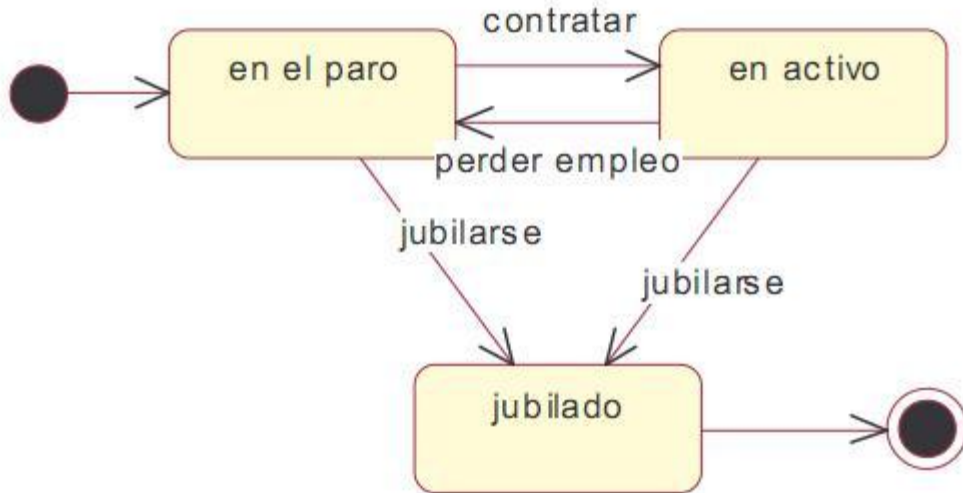 contratar
en el paro
en activo
perder empleo
jubilarse
jubilarse
jubilado